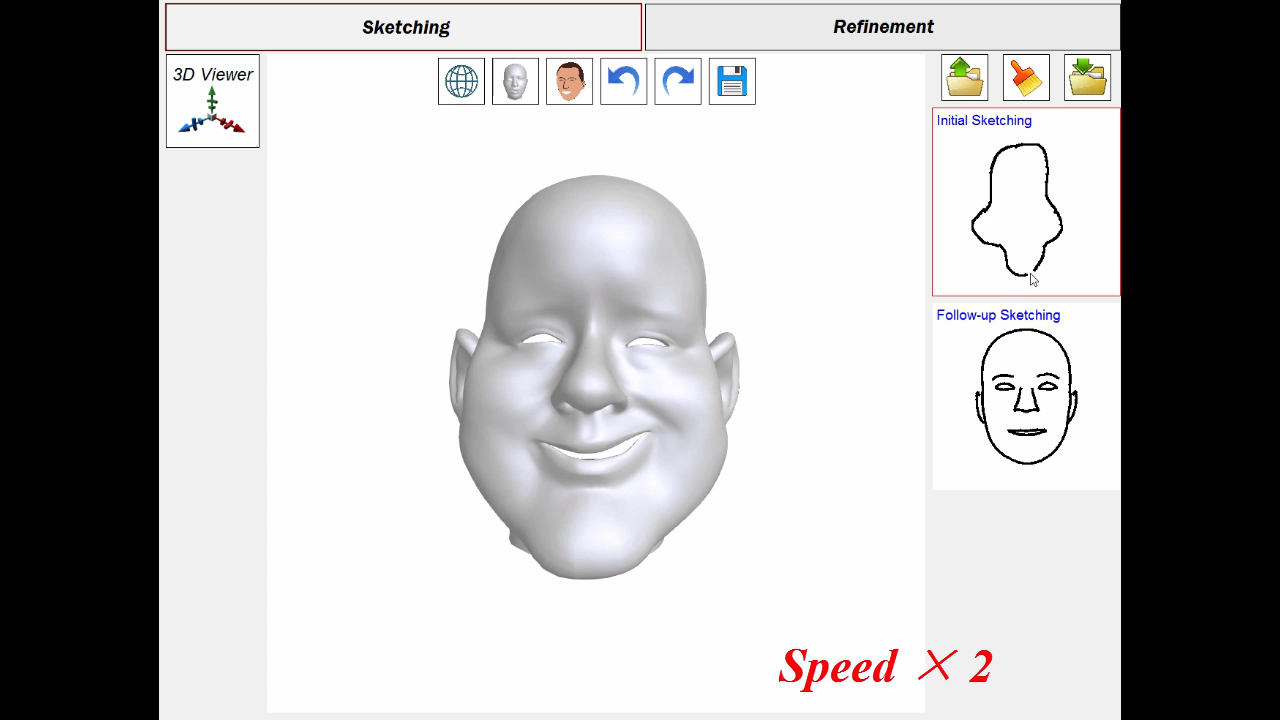 Sketching
Refinement
3D Viewer
Initial Sketching
Follow-up Sketching
Speed × 2